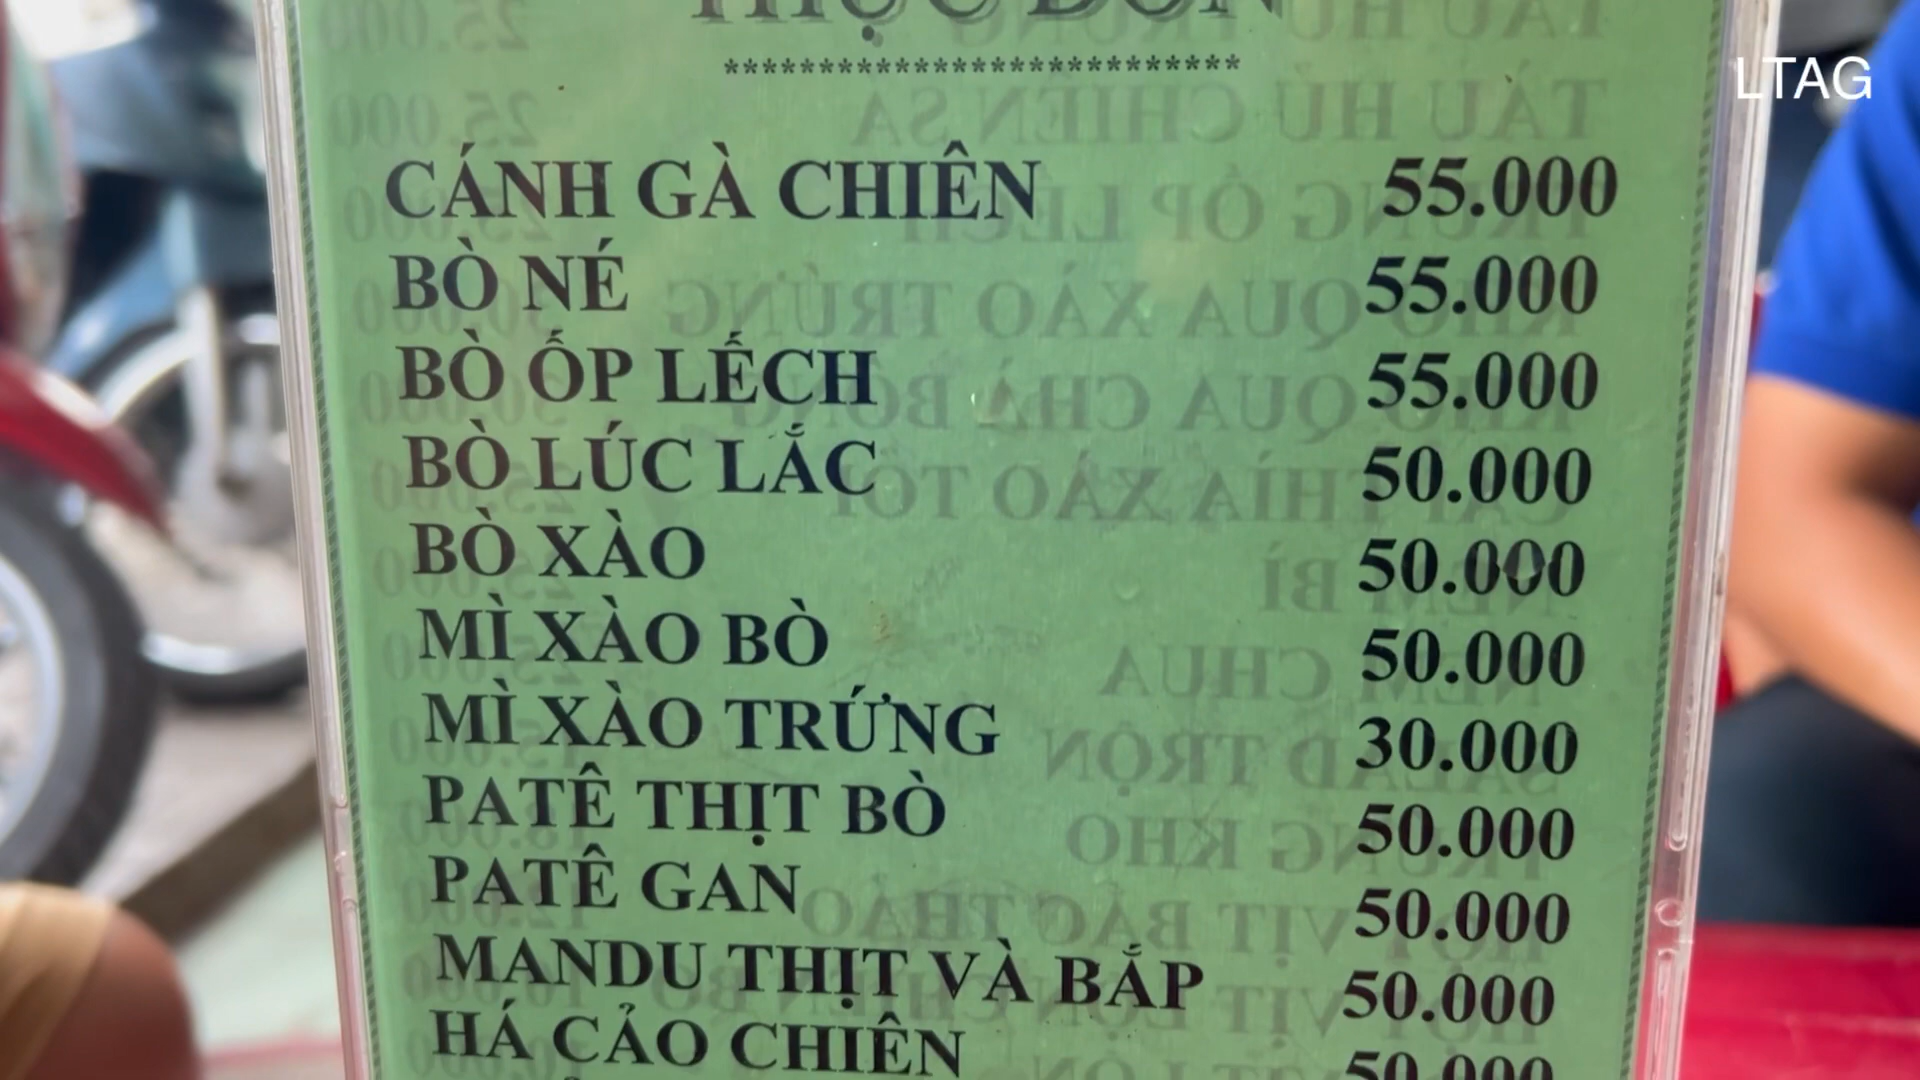 THỰC ĐƠN
***************************
LTAG
CÁNH GÀ CHIÊN 55.000
BÒ NÉ 55.000
BÒ ỐP LẾCH 55.000
BÒ LÚC LẮC 50.000
BÒ XÀO 50.000
MÌ XÀO BÒ 50.000
MÌ XÀO TRỨNG 30.000
PATÊ THỊT BÒ 50.000
PATÊ GAN 50.000
MANDU THỊT VÀ BẮP 50.000
HÁ CẢO CHIÊN 50.000